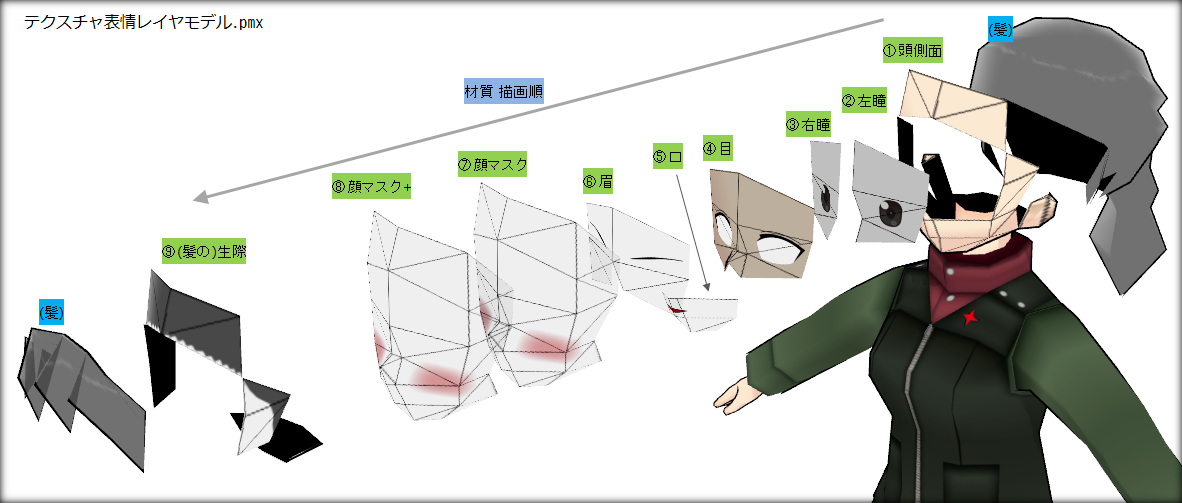 テクスチャ表情レイヤモデル.pmx
(髪)
①頭側面
材質 描画順
②左瞳
③右瞳
④目
⑤口
⑦顔マスク
⑥眉
⑧顔マスク+
⑨(髪の)生際
(髪)